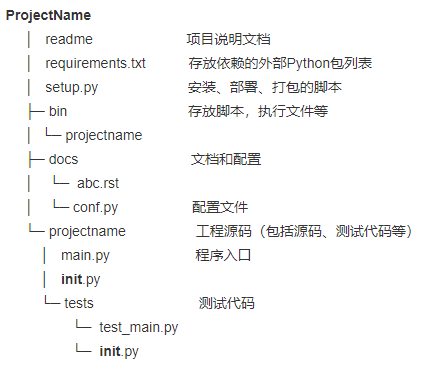 ProjectName
│ readme 项目说明文档
│ requirements.txt 存放依赖的外部Python包列表
│ setup.py 安装、部署、打包的脚本
├─ bin 存放脚本，执行文件等
│ └─ projectname
├─ docs 文档和配置
│ └─ abc.rst
│ └─ conf.py 配置文件
└─ projectname 工程源码（包括源码、测试代码等）
│ main.py 程序入口
│ init.py
└─ tests 测试代码
└─ test_main.py
└─ init.py